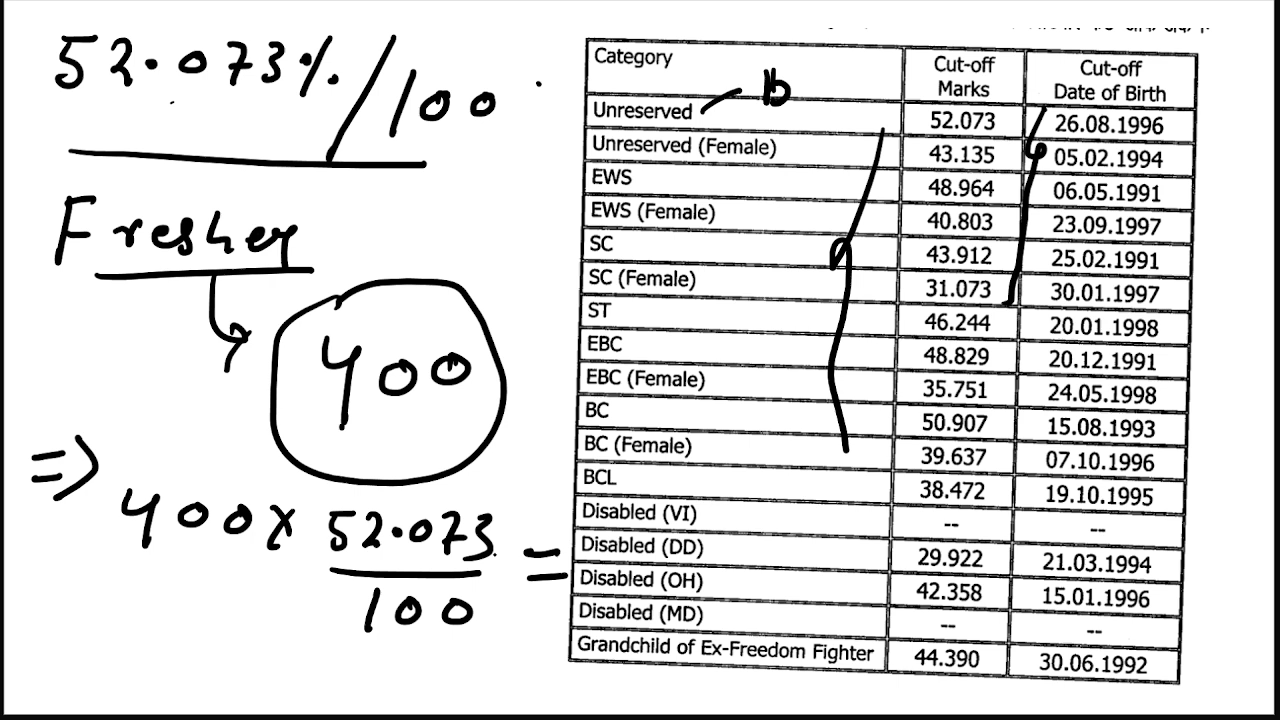 52.073%/100
Fresher
400
=> 400 x 52.073 =
100
Category Cut-off Marks Cut-off Date of Birth
Unreserved 52.073 26.08.1996
Unreserved (Female) 43.135 05.02.1994
EWS 48.964 06.05.1991
EWS (Female) 40.803 23.09.1997
SC 43.912 25.02.1991
SC (Female) 31.073 30.01.1997
ST 46.244 20.01.1998
EBC 48.829 20.12.1991
EBC (Female) 35.751 24.05.1998
BC 50.907 15.08.1993
BC (Female) 39.637 07.10.1996
BCL 38.472 19.10.1995
Disabled (VI) -- --
Disabled (DD) 29.922 21.03.1994
Disabled (OH) 42.358 15.01.1996
Disabled (MD) -- --
Grandchild of Ex-Freedom Fighter 44.390 30.06.1992